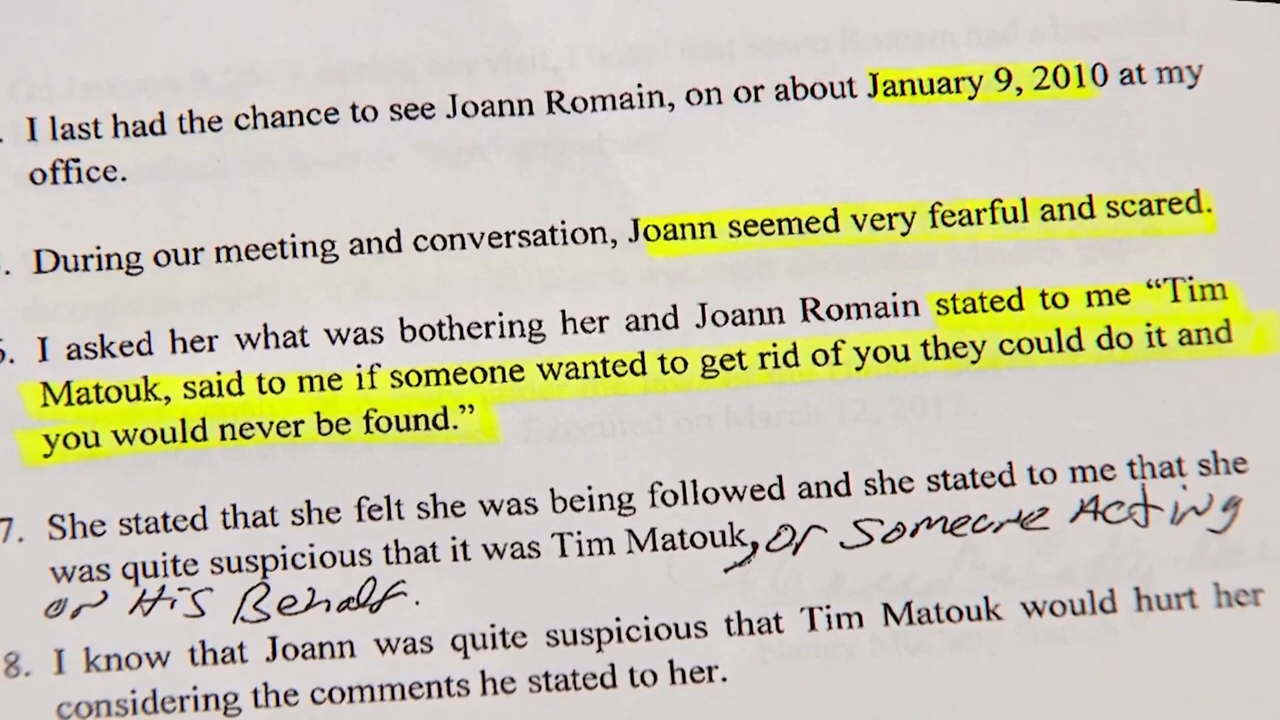 . I last had the chance to see Joann Romain, on or about January 9, 2010 at my
office.
. During our meeting and conversation, Joann seemed very fearful and scared.
6. I asked her what was bothering her and Joann Romain stated to me “Tim
Matouk, said to me if someone wanted to get rid of you they could do it and
you would never be found.”
Executed on March 12, 201
7. She stated that she felt she was being followed and she stated to me that she
was quite suspicious that it was Tim Matouk, or Someone Acting
on His Behalf.
8. I know that Joann was quite suspicious that Tim Matouk would hurt her
considering the comments he stated to her.